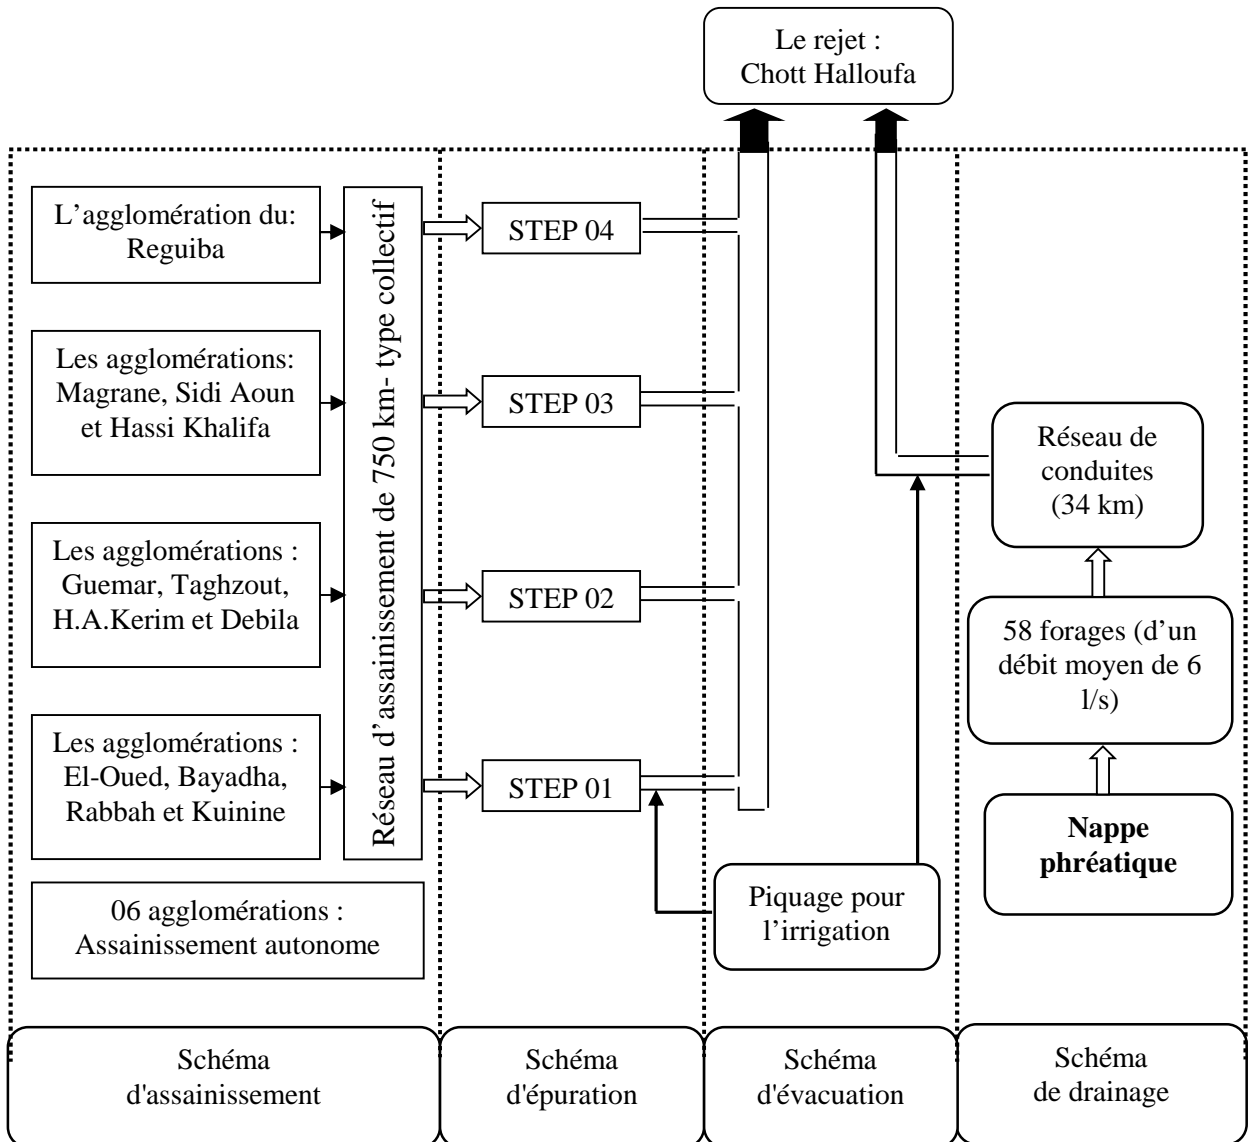 Le rejet :
Chott Halloufa
L’agglomération du:
Reguiba
Les agglomérations:
Magrane, Sidi Aoun
et Hassi Khalifa
Les agglomérations :
Guemar, Taghzout,
H.A.Kerim et Debila
Les agglomérations :
El-Oued, Bayadha,
Rabbah et Kuinine
06 agglomérations :
Assainissement autonome
Réseau d’assainissement de 750 km- type collectif
STEP 04
STEP 03
STEP 02
STEP 01
Piquage pour
l’irrigation
Réseau de
conduites
(34 km)
58 forages (d’un
débit moyen de 6
l/s)
Nappe
phréatique
Schéma
d'assainissement
Schéma
d'épuration
Schéma
d'évacuation
Schéma
de drainage